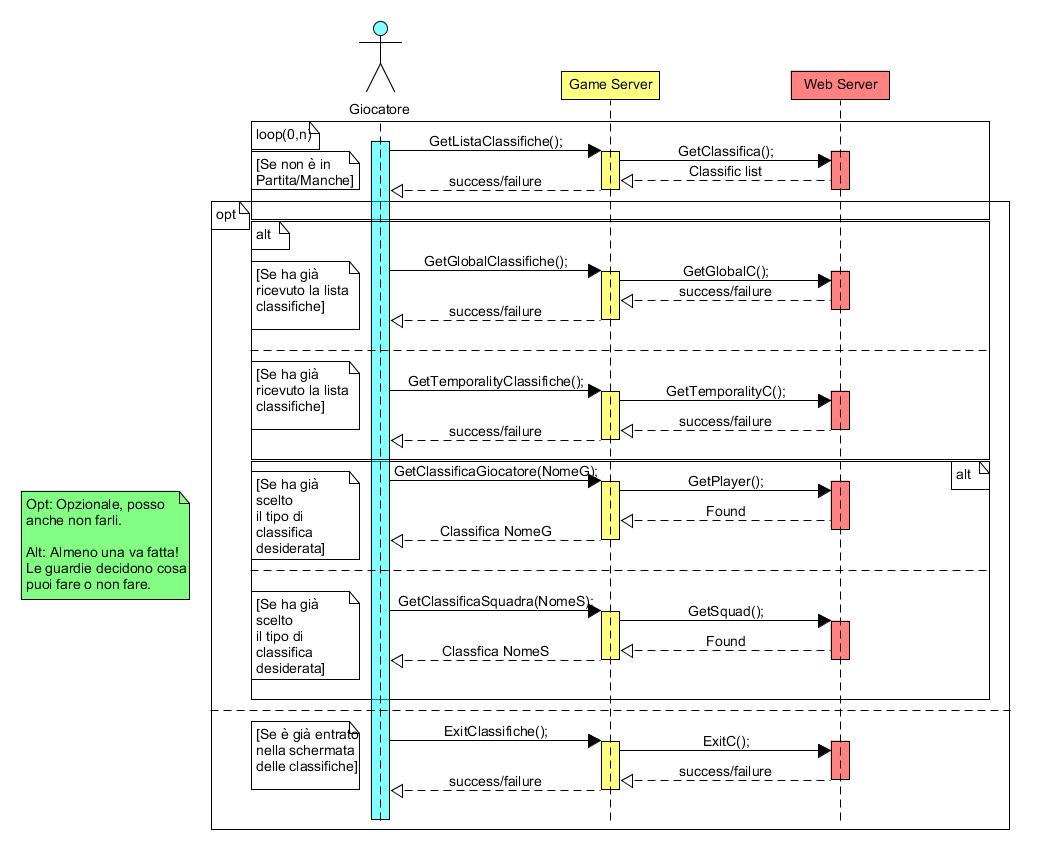 Giocatore
Game Server
Web Server
loop(0,n)
[Se non è in
Partita/Manche]
GetListaClassifiche();
GetClassifica();
Classific list
success/failure
opt
alt
[Se ha già
ricevuto la lista
classifiche]
GetGlobalClassifiche();
GetGlobalC();
success/failure
success/failure
[Se ha già
ricevuto la lista
classifiche]
GetTemporalityClassifiche();
GetTemporalityC();
success/failure
success/failure
alt
[Se ha già
scelto
il tipo di
classifica
desiderata]
GetClassificaGiocatore(NomeG);
GetPlayer();
Found
Classifica NomeG
Opt: Opzionale, posso
anche non farli.
Alt: Almeno una va fatta!
Le guardie decidono cosa
puoi fare o non fare.
[Se ha già
scelto
il tipo di
classifica
desiderata]
GetClassificaSquadra(NomeS);
GetSquad();
Found
Classfica NomeS
[Se è già entrato
nella schermata
delle classifiche]
ExitClassifiche();
ExitC();
success/failure
success/failure